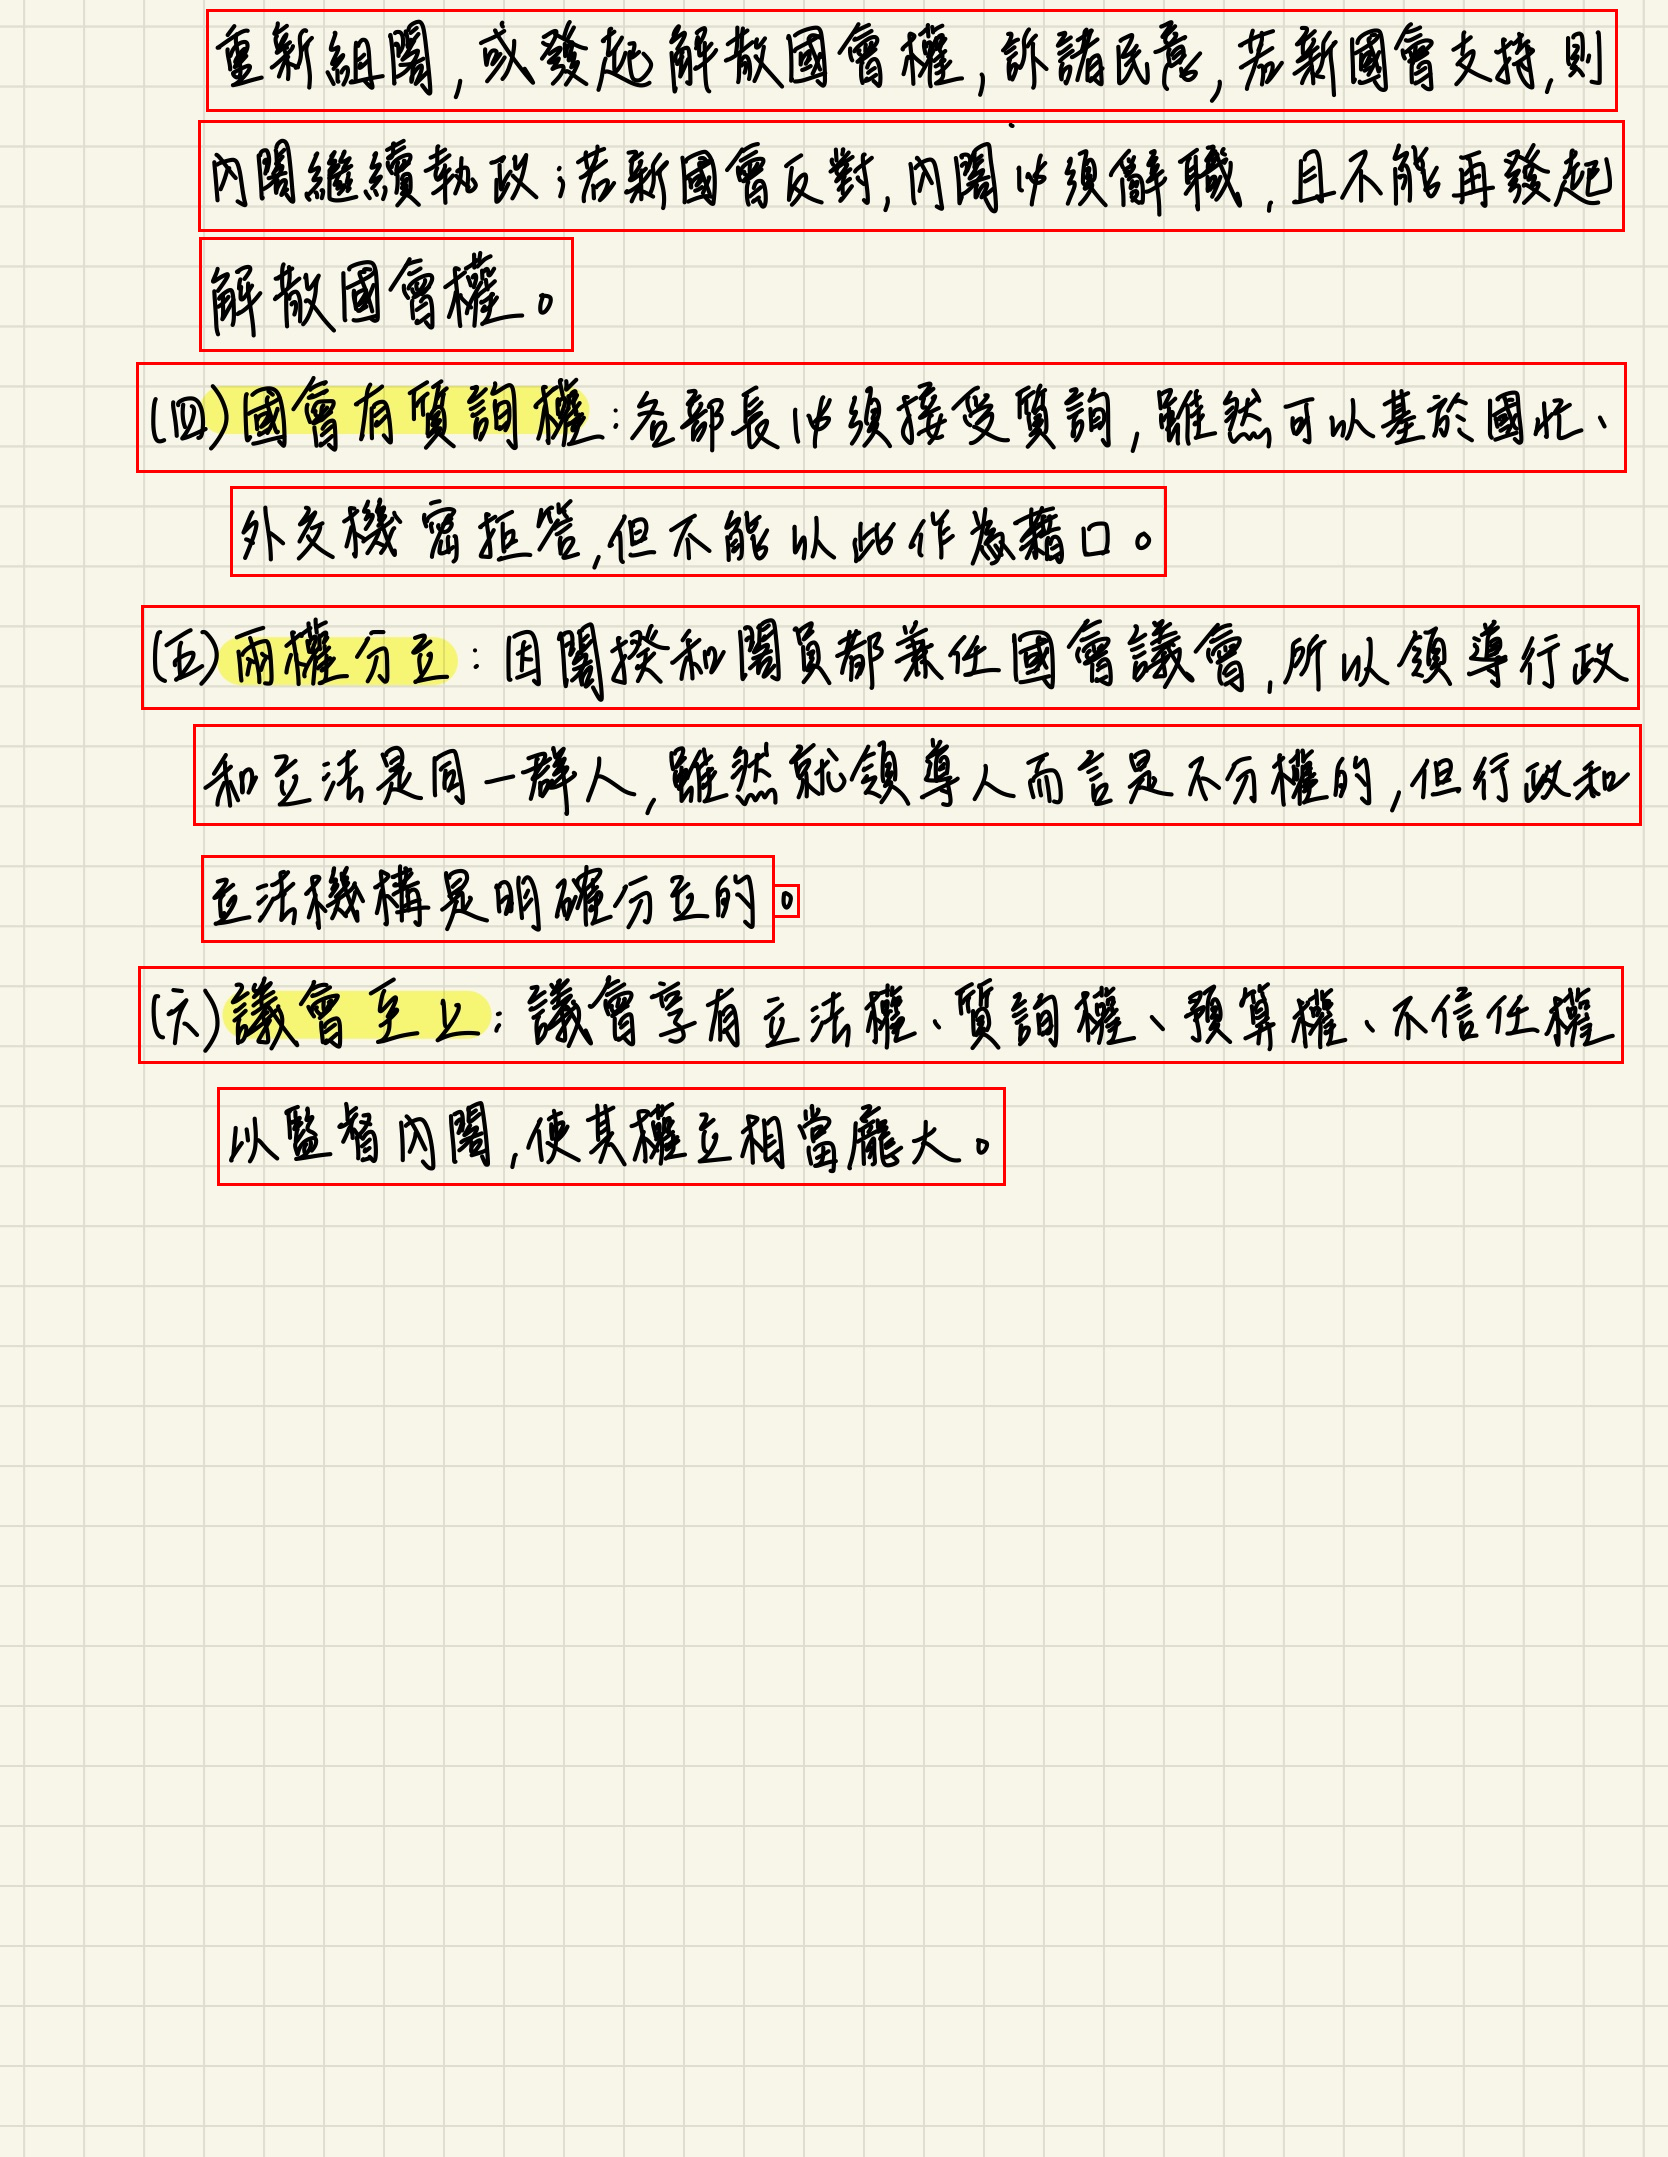 重新組閣,或發起解散國會權,訴諸民意,若新國會支持,則
內閣繼續執政;若新國會反對,內閣必須辭職,且不能再發起
解散國會權。
(四)國會有質詢權:各部長必須接受質詢,雖然可以基於國忙、
外交機密拒答,但不能以此作為藉口。
(五)兩權分立:因閣揆和閣員都兼任國會議會,所以領導行政
和立法是同一群人,雖然就領導人而言是不分權的,但行政和
立法機構是明確分立的。
(六)議會至上:議會享有立法權、質詢權、預算權、不信任權
以監督內閣,使其權立相當龐大。